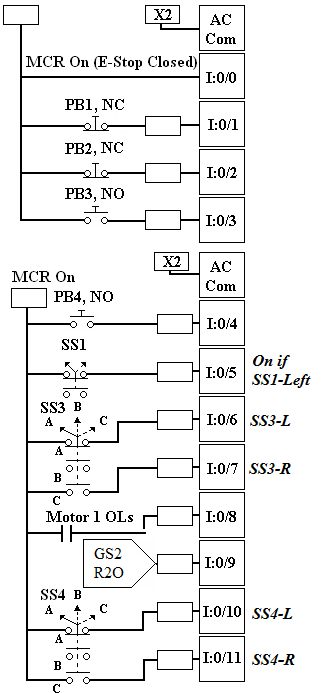 X2
AC
Com
MCR On (E-Stop Closed)
I:0/0
PB1, NC
I:0/1
PB2, NC
I:0/2
PB3, NO
I:0/3
X2
AC
Com
MCR On
PB4, NO
I:0/4
SS1
I:0/5
On if
SS1-Left
SS3 B
A C
I:0/6
SS3-L
A
B
I:0/7
SS3-R
C
Motor 1 OLs
I:0/8
GS2
R2O
I:0/9
SS4 B
A C
I:0/10
SS4-L
A
B
I:0/11
SS4-R
C